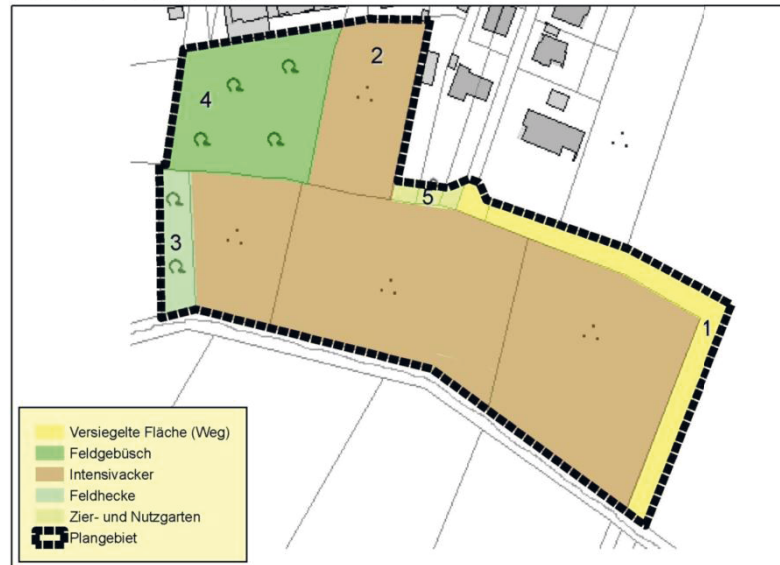 2
4
5
3
1
Versiegelte Fläche (Weg)
Feldgebüsch
Intensivacker
Feldhecke
Zier- und Nutzgarten
Plangebiet